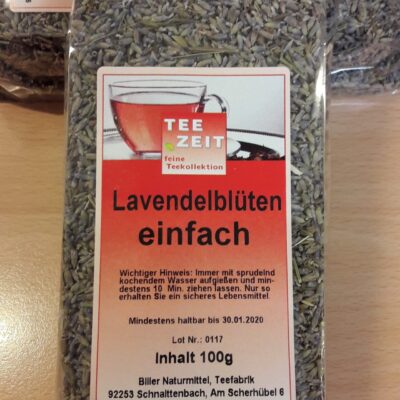 TEE
ZEIT
feine
Teekollektion
Lavendelblüten
einfach
Wichtiger Hinweis: Immer mit sprudelnd
kochendem Wasser aufgießen und min-
destens 10 Min. ziehen lassen. Nur so
erhalten Sie ein sicheres Lebensmittel
Mindestens haltbar bis 30.01.2020
Lot Nr.: 0117
Inhalt 100g
Biller Naturmittel, Teefabrik
92253 Schnaittenbach, Am Scherhübel 6